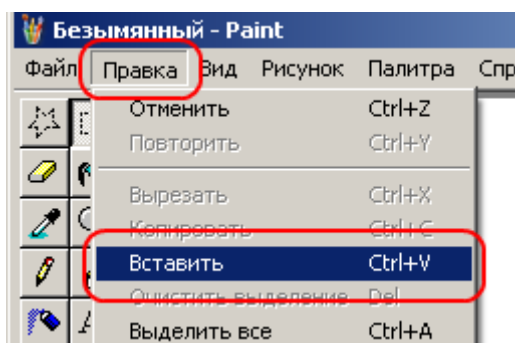 Безымянный - Paint
Файл Правка Вид Рисунок Палитра Спр
Отменить Ctrl+Z
Повторить Ctrl+Y
Вырезать Ctrl+X
Копировать Ctrl+C
Вставить Ctrl+V
Очистить выделение Del
Выделить все Ctrl+A